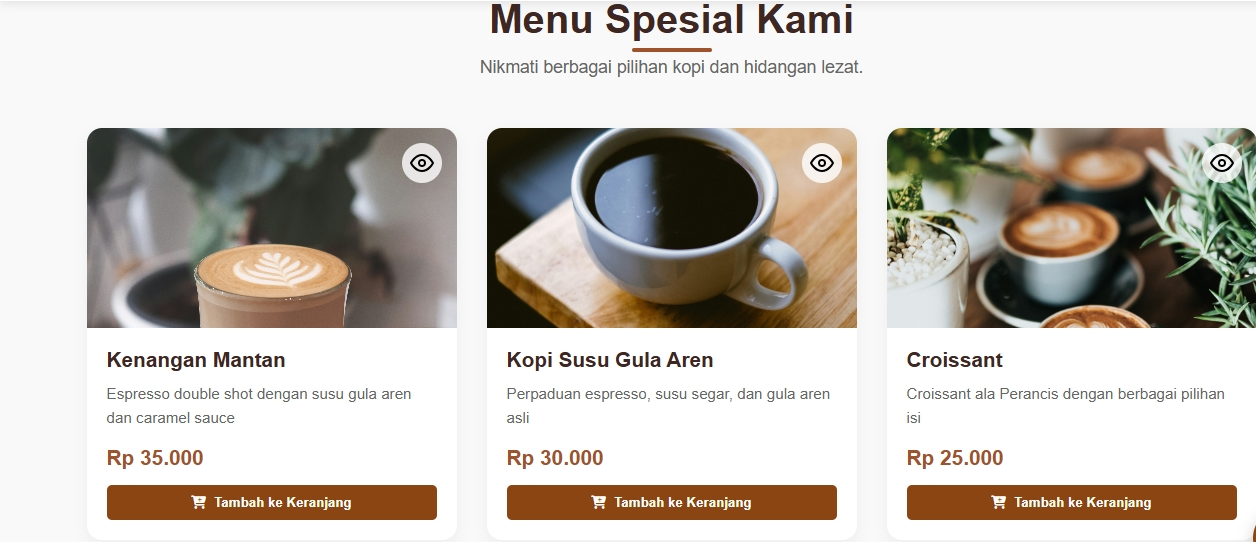 Menu Spesial Kami
Nikmati berbagai pilihan kopi dan hidangan lezat.
Kenangan Mantan
Espresso double shot dengan susu gula aren
dan caramel sauce
Rp 35.000
Tambah ke Keranjang
Kopi Susu Gula Aren
Perpaduan espresso, susu segar, dan gula aren
asli
Rp 30.000
Tambah ke Keranjang
Croissant
Croissant ala Perancis dengan berbagai pilihan
isi
Rp 25.000
Tambah ke Keranjang